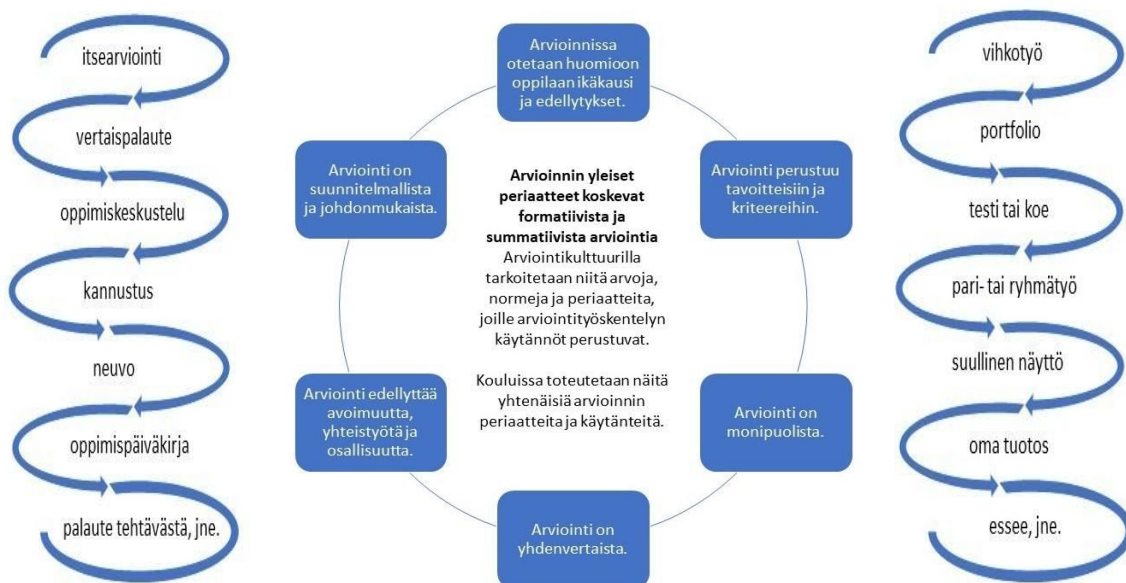 itsearviointi
vertaispalaute
oppimiskeskustelu
kannustus
neuvo
oppimispäiväkirja
palaute tehtävästä, jne.
Arvioinnissa
otetaan huomioon
oppilaan ikäkausi
ja edellytykset.
Arviointi on
suunnitelmallista
ja johdonmukaista.
Arvioinnin yleiset
periaatteet koskevat
formatiivista ja
summatiivista arviointia
Arviointikulttuurilla
tarkoitetaan niitä arvoja,
normeja ja periaatteita,
joille arviointityöskentelyn
käytännöt perustuvat.
Kouluissa toteutetaan näitä
yhtenäisiä arvioinnin
periaatteita ja käytänteitä.
Arviointi perustuu
tavoitteisiin ja
kriteereihin.
Arviointi edellyttää
avoimuutta,
yhteistyötä ja
osallisuutta.
Arviointi on
monipuolista.
Arviointi on
yhdenvertaista.
vihkotyö
portfolio
testi tai koe
pari- tai ryhmätyö
suullinen näyttö
oma tuotos
essee, jne.